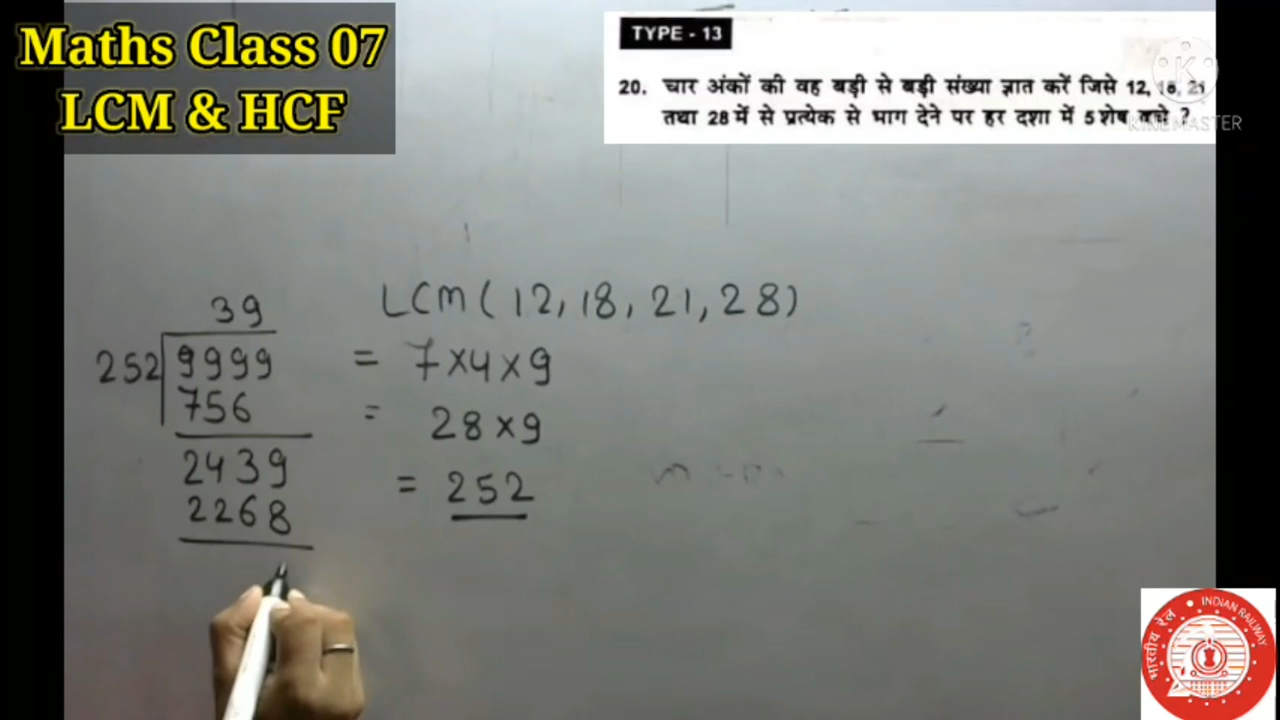 Maths Class 07
LCM & HCF
TYPE - 13
20. चार अंकों की वह बड़ी से बड़ी संख्या ज्ञात करें जिसे 12, 18, 21
तथा 28 में से प्रत्येक से भाग देने पर हर दशा में 5 शेष बचे ?
KINEMASTER
LCM ( 12, 18, 21, 28)
= 7×4×9
= 28×9
= 252
39
252 9999
756
2439
2268
भारतीय रेल INDIAN RAILWAY